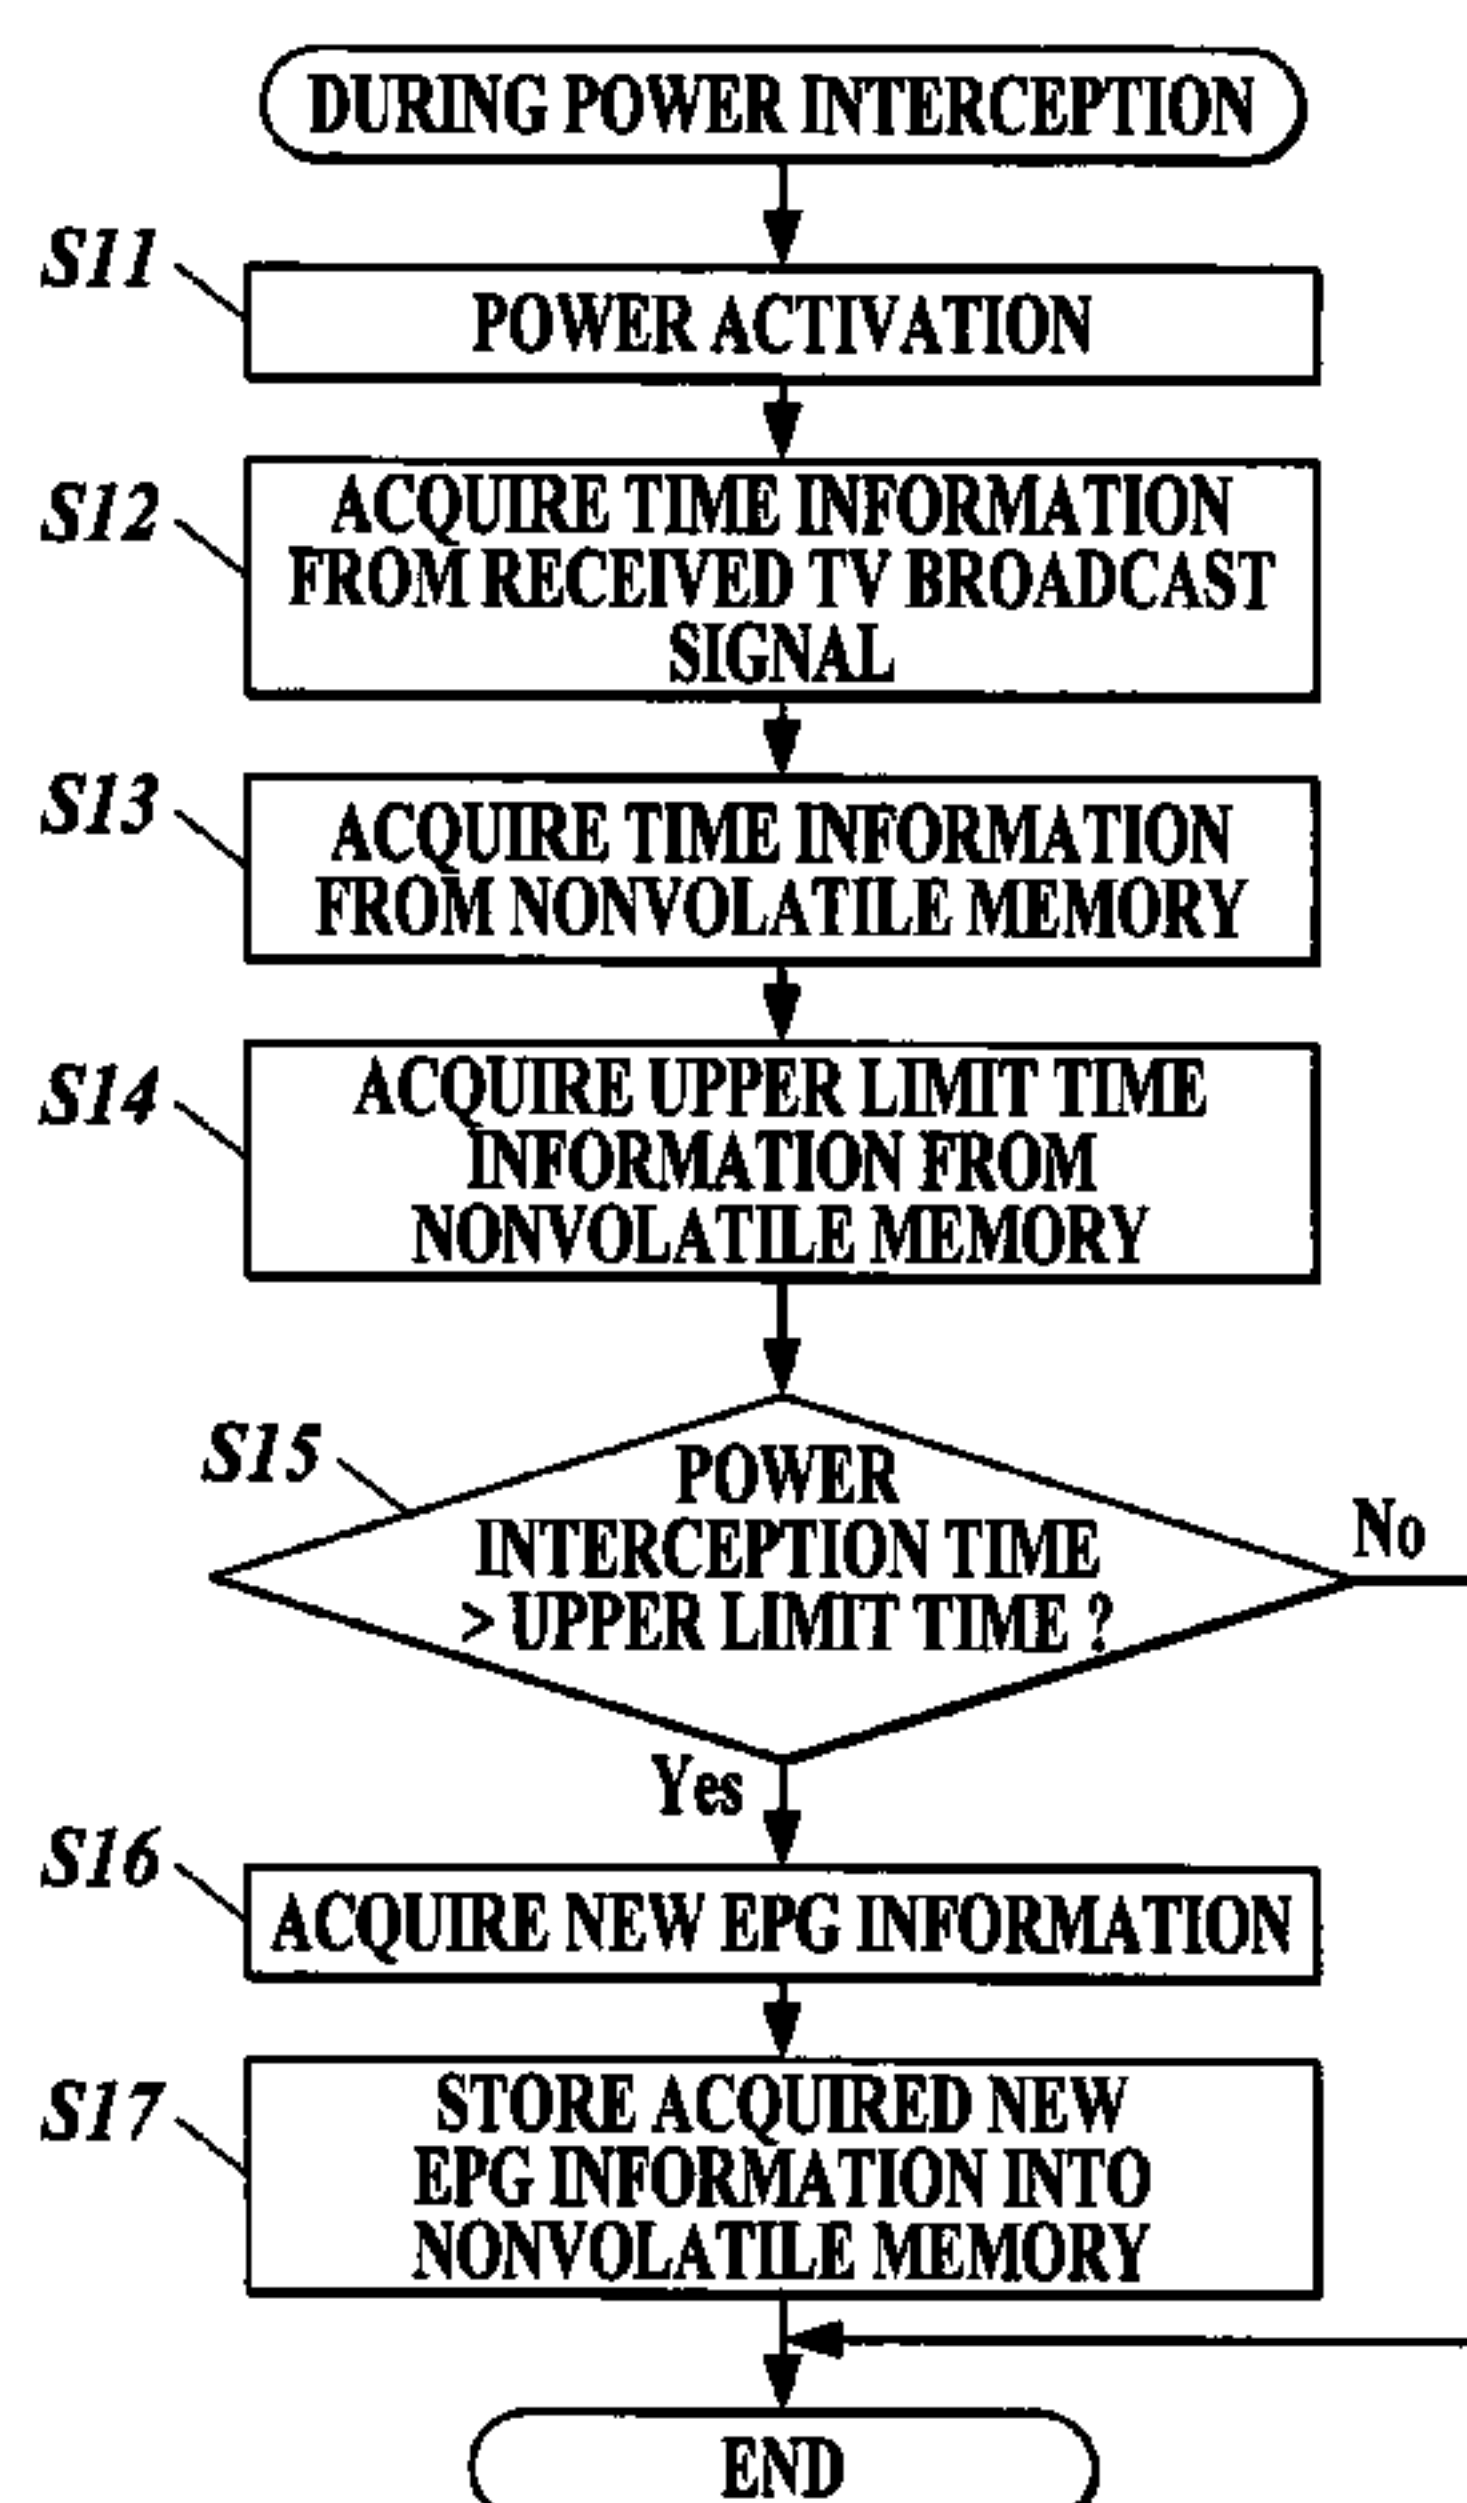 DURING POWER INTERCEPTION
S11
POWER ACTIVATION
S12
ACQUIRE TIME INFORMATION
FROM RECEIVED TV BROADCAST
SIGNAL
S13
ACQUIRE TIME INFORMATION
FROM NONVOLATILE MEMORY
S14
ACQUIRE UPPER LIMIT TIME
INFORMATION FROM
NONVOLATILE MEMORY
S15
POWER
INTERCEPTION TIME
> UPPER LIMIT TIME ?
No
Yes
S16
ACQUIRE NEW EPG INFORMATION
S17
STORE ACQUIRED NEW
EPG INFORMATION INTO
NONVOLATILE MEMORY
END